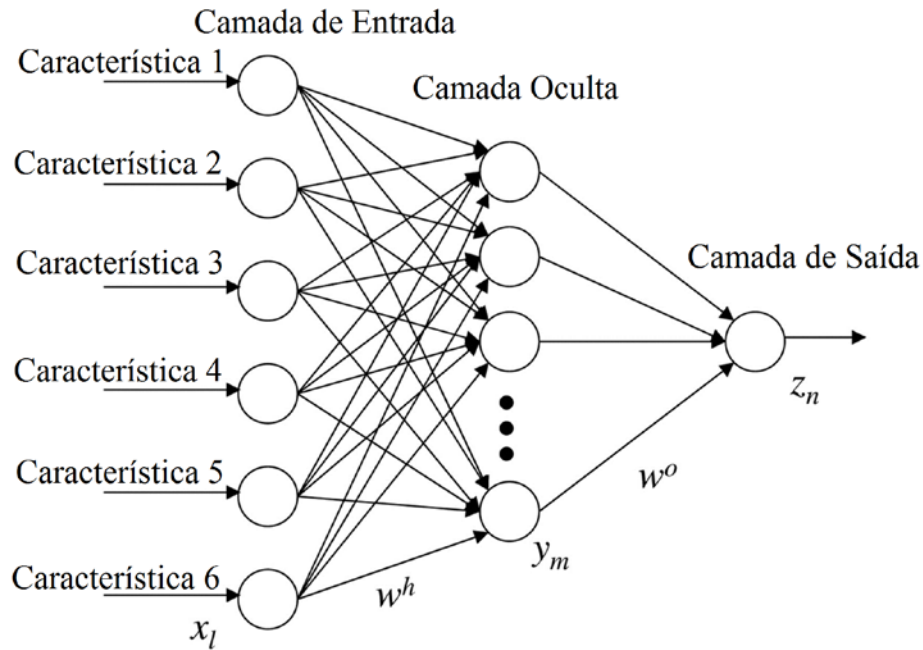 Camada de Entrada
Característica 1
Camada Oculta
Característica 2
Característica 3
Camada de Saída
Característica 4
z_n
Característica 5
w^o
y_m
Característica 6
w^h
x_l